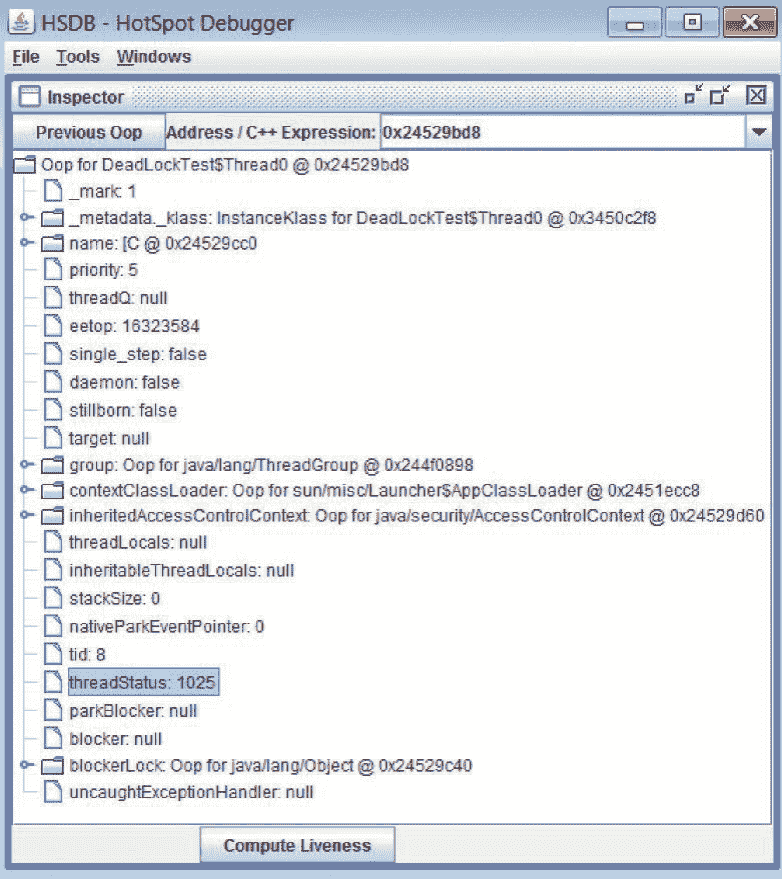 HSDB - HotSpot Debugger
File Tools Windows
Inspector
Previous Oop Address / C++ Expression: 0x24529bd8
Oop for DeadLockTest$Thread0 @ 0x24529bd8
_mark: 1
_metadata._klass: InstanceKlass for DeadLockTest$Thread0 @ 0x3450c2f8
name: [C @ 0x24529cc0
priority: 5
threadQ: null
eetop: 16323584
single_step: false
daemon: false
stillborn: false
target: null
group: Oop for java/lang/ThreadGroup @ 0x244f0898
contextClassLoader: Oop for sun/misc/Launcher$AppClassLoader @ 0x2451ecc8
inheritedAccessControlContext: Oop for java/security/AccessControlContext @ 0x24529d60
threadLocals: null
inheritableThreadLocals: null
stackSize: 0
nativeParkEventPointer: 0
tid: 8
threadStatus: 1025
parkBlocker: null
blocker: null
blockerLock: Oop for java/lang/Object @ 0x24529c40
uncaughtExceptionHandler: null
Compute Liveness